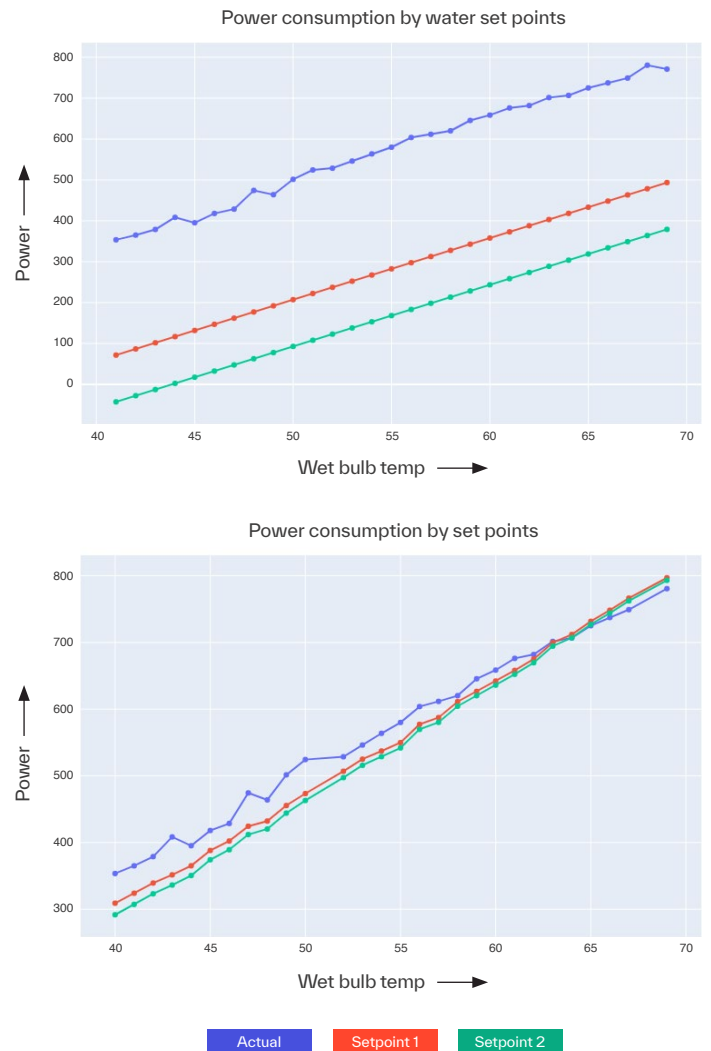 Power consumption by water set points
800
700
600
500
400
300
200
100
0
Power
40 45 50 55 60 65 70
Wet bulb temp
Power consumption by set points
800
700
600
500
400
300
Power
40 45 50 55 60 65 70
Wet bulb temp
Actual Setpoint 1 Setpoint 2